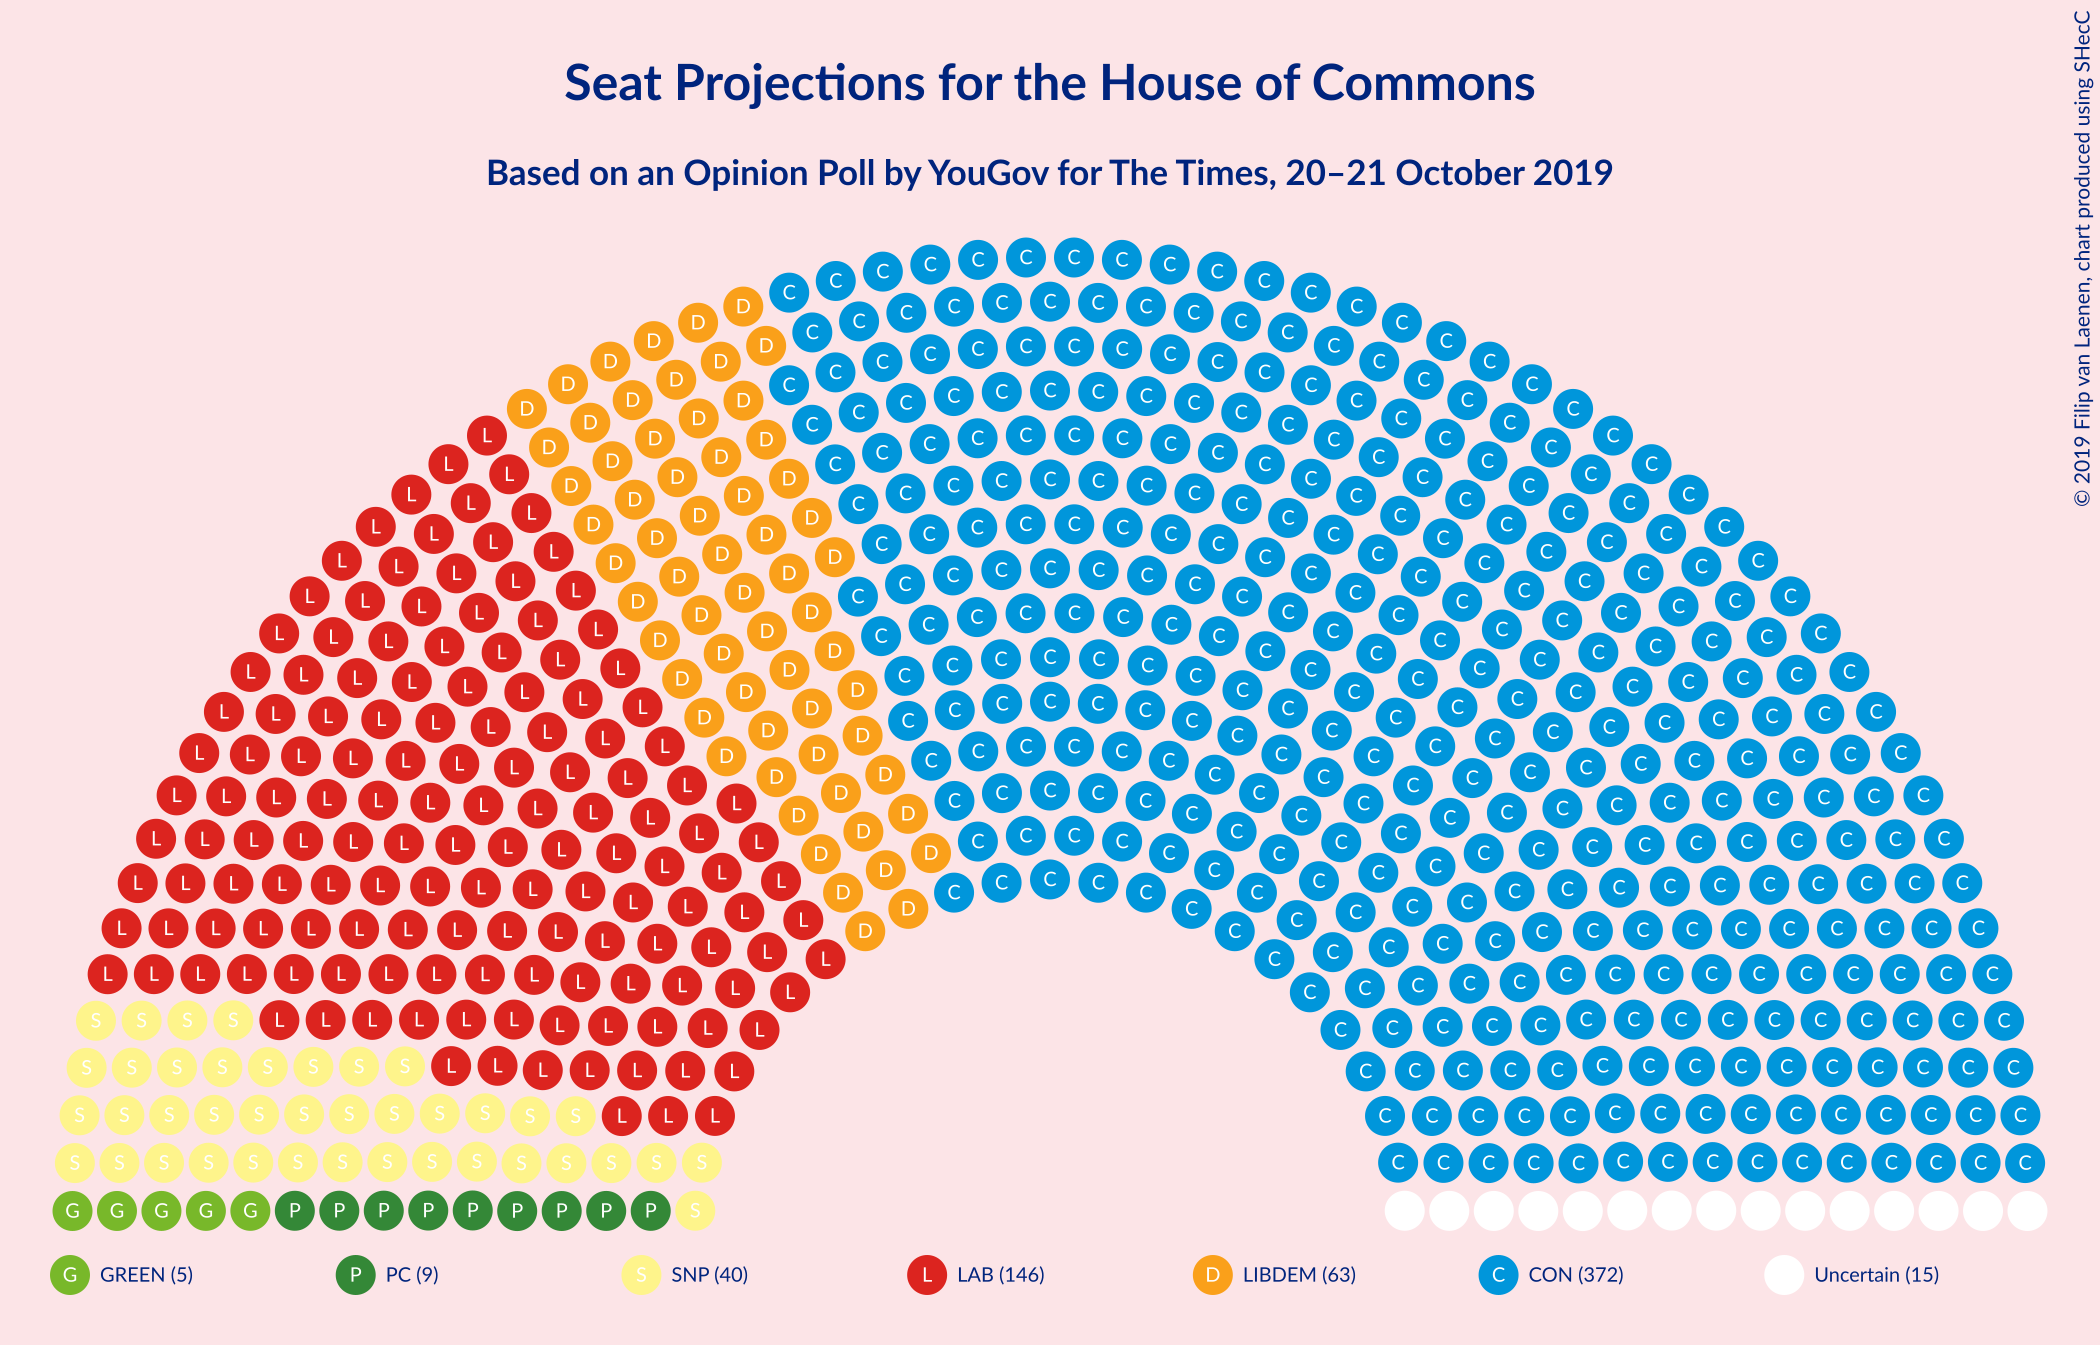 Seat Projections for the House of Commons
Based on an Opinion Poll by YouGov for The Times, 20–21 October 2019
© 2019 Filip van Laenen, chart produced using SHecC
G GREEN (5)
P PC (9)
S SNP (40)
L LAB (146)
D LIBDEM (63)
C CON (372)
Uncertain (15)